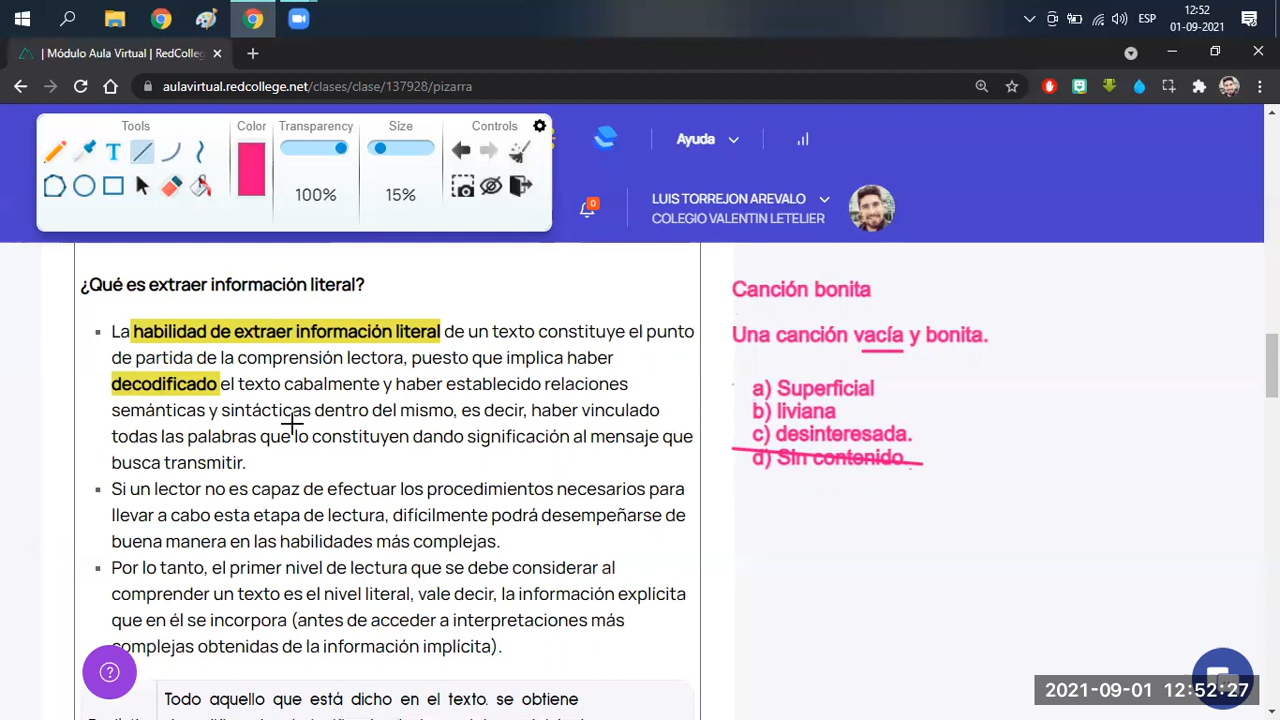 12:52
ESP
01-09-2021
| Módulo Aula Virtual | RedColleg
aulavirtual.redcollege.net/clases/clase/137928/pizarra
Tools
Color
Transparency
Size
Controls
100%
15%
Ayuda
0
LUIS TORREJON AREVALO
COLEGIO VALENTIN LETELIER
¿Qué es extraer información literal?
La habilidad de extraer información literal de un texto constituye el punto
de partida de la comprensión lectora, puesto que implica haber
decodificado el texto cabalmente y haber establecido relaciones
semánticas y sintácticas dentro del mismo, es decir, haber vinculado
todas las palabras que lo constituyen dando significación al mensaje que
busca transmitir.
Si un lector no es capaz de efectuar los procedimientos necesarios para
llevar a cabo esta etapa de lectura, difícilmente podrá desempeñarse de
buena manera en las habilidades más complejas.
Por lo tanto, el primer nivel de lectura que se debe considerar al
comprender un texto es el nivel literal, vale decir, la información explícita
que en él se incorpora (antes de acceder a interpretaciones más
complejas obtenidas de la información implícita).
Todo aquello que está dicho en el texto. se obtiene
Canción bonita
Una canción vacía y bonita.
a) Superficial
b) liviana
c) desinteresada.
d) Sin contenido.
2021-09-01 12:52:27